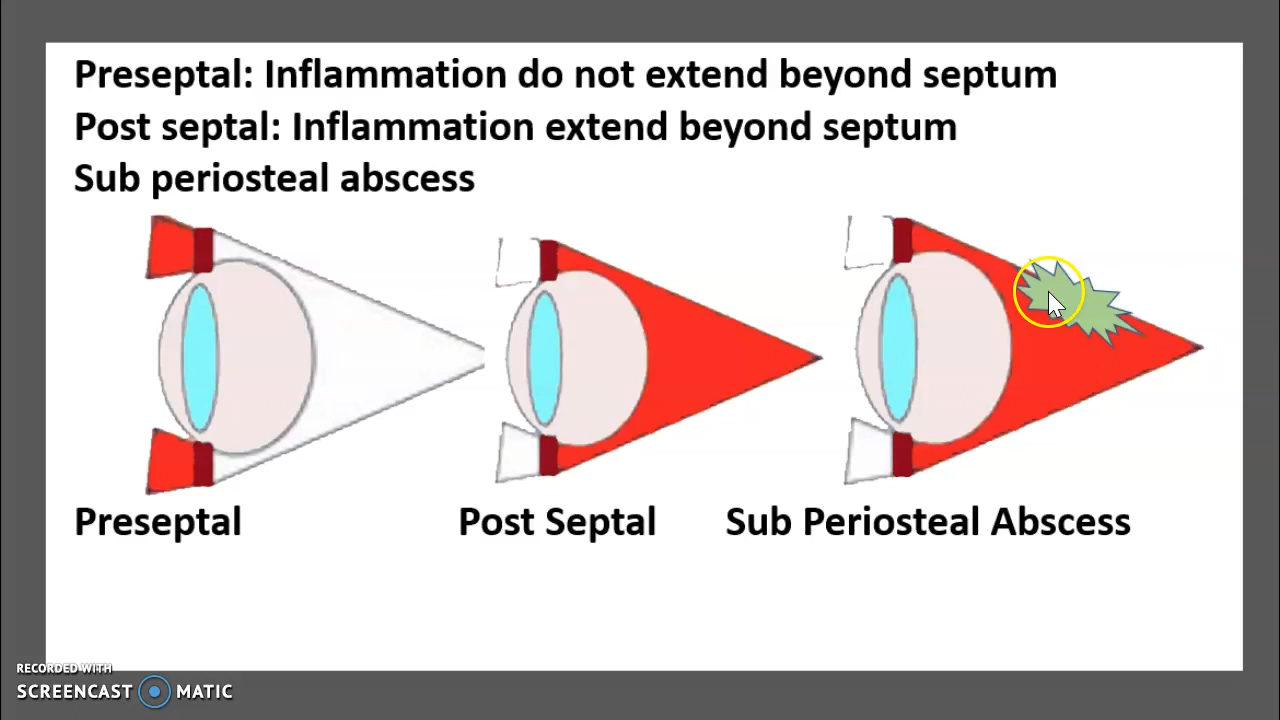 Preseptal: Inflammation do not extend beyond septum
Post septal: Inflammation extend beyond septum
Sub periosteal abscess
Preseptal
Post Septal
Sub Periosteal Abscess
RECORDED WITH
SCREENCAST MATIC